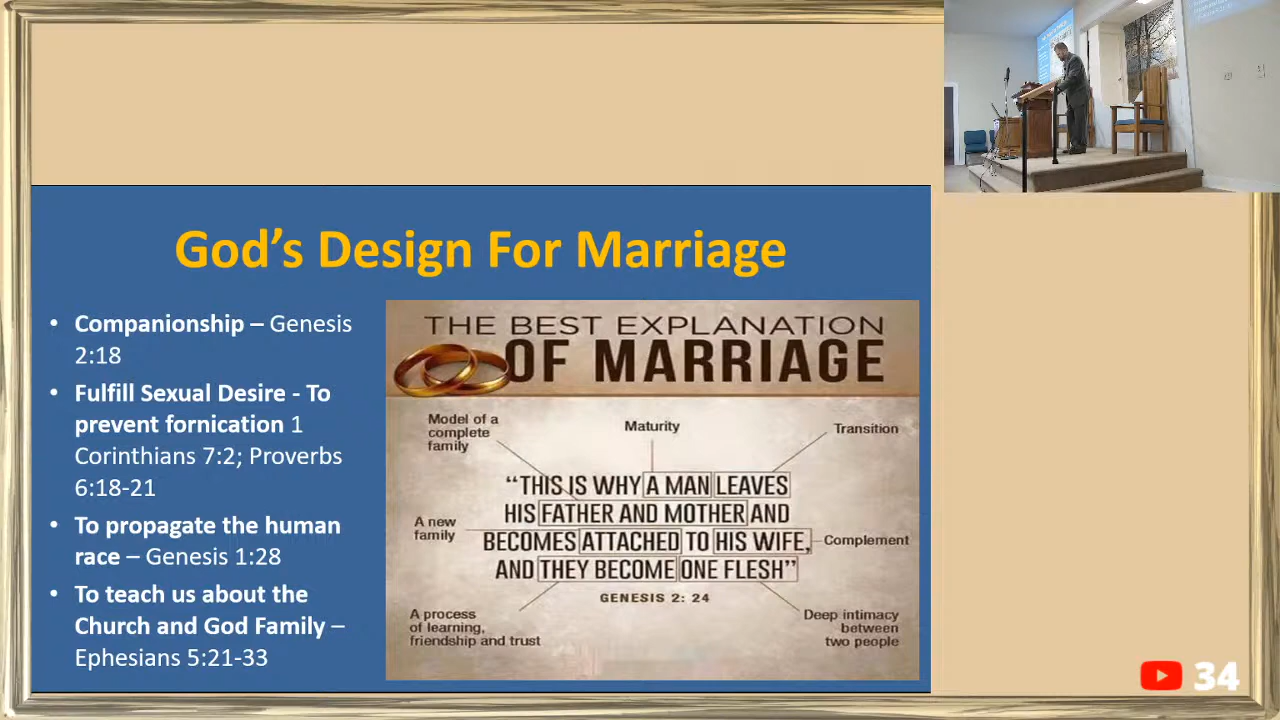 God's Design For Marriage
• Companionship – Genesis
2:18
• Fulfill Sexual Desire - To
prevent fornication 1
Corinthians 7:2; Proverbs
6:18-21
• To propagate the human
race – Genesis 1:28
• To teach us about the
Church and God Family –
Ephesians 5:21-33
THE BEST EXPLANATION
OF MARRIAGE
Model of a
complete
family
Maturity
Transition
“THIS IS WHY A MAN LEAVES
HIS FATHER AND MOTHER AND
BECOMES ATTACHED TO HIS WIFE,
AND THEY BECOME ONE FLESH”
GENESIS 2: 24
A new
family
Complement
A process
of learning,
friendship and trust
Deep intimacy
between
two people
34